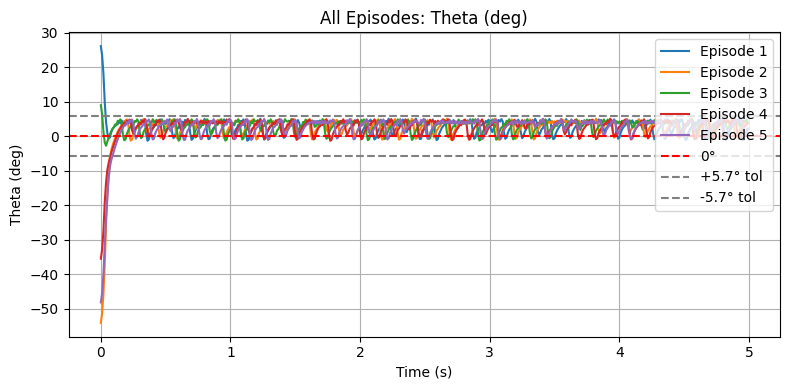 All Episodes: Theta (deg)
30
20
10
0
−10
−20
−30
−40
−50
Theta (deg)
0
1
2
3
4
5
Time (s)
Episode 1
Episode 2
Episode 3
Episode 4
Episode 5
0°
+5.7° tol
-5.7° tol